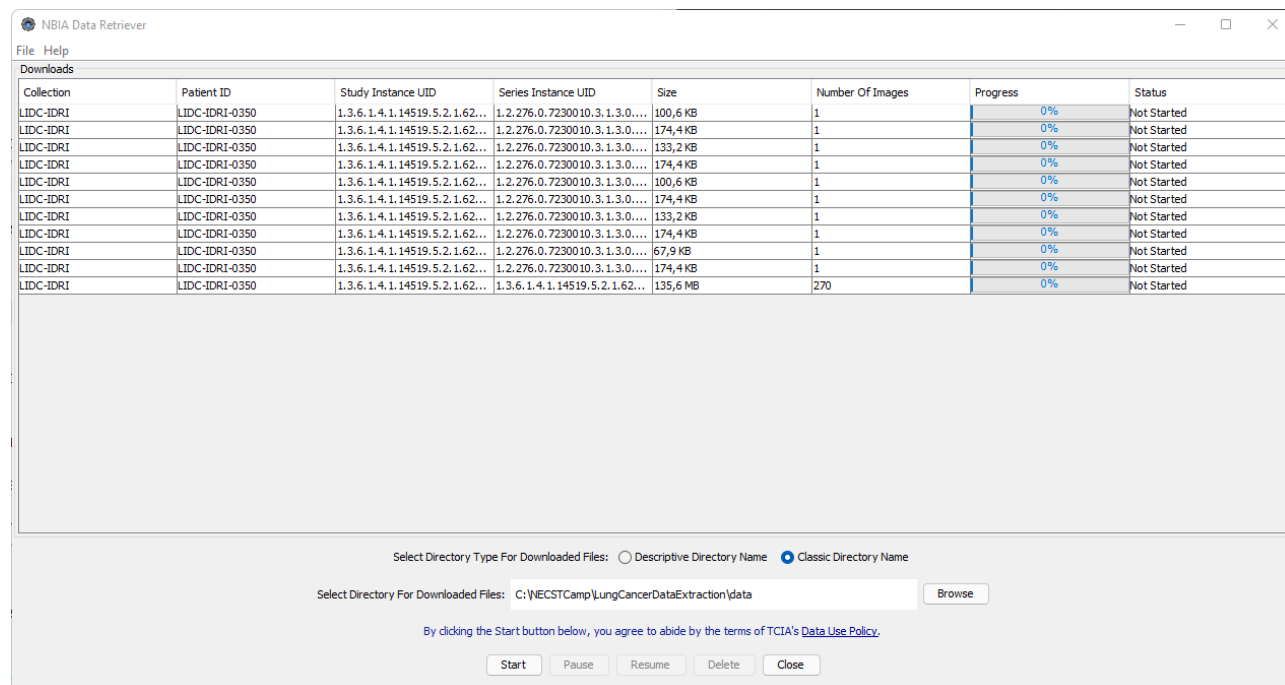 NBIA Data Retriever
File Help
Downloads
Collection Patient ID Study Instance UID Series Instance UID Size Number Of Images Progress Status
LIDC-IDRI LIDC-IDRI-0350 1.3.6.1.4.1.14519.5.2.1.62... 1.2.276.0.7230010.3.1.3.0.... 100,6 KB 1 0% Not Started
LIDC-IDRI LIDC-IDRI-0350 1.3.6.1.4.1.14519.5.2.1.62... 1.2.276.0.7230010.3.1.3.0.... 174,4 KB 1 0% Not Started
LIDC-IDRI LIDC-IDRI-0350 1.3.6.1.4.1.14519.5.2.1.62... 1.2.276.0.7230010.3.1.3.0.... 133,2 KB 1 0% Not Started
LIDC-IDRI LIDC-IDRI-0350 1.3.6.1.4.1.14519.5.2.1.62... 1.2.276.0.7230010.3.1.3.0.... 174,4 KB 1 0% Not Started
LIDC-IDRI LIDC-IDRI-0350 1.3.6.1.4.1.14519.5.2.1.62... 1.2.276.0.7230010.3.1.3.0.... 100,6 KB 1 0% Not Started
LIDC-IDRI LIDC-IDRI-0350 1.3.6.1.4.1.14519.5.2.1.62... 1.2.276.0.7230010.3.1.3.0.... 174,4 KB 1 0% Not Started
LIDC-IDRI LIDC-IDRI-0350 1.3.6.1.4.1.14519.5.2.1.62... 1.2.276.0.7230010.3.1.3.0.... 133,2 KB 1 0% Not Started
LIDC-IDRI LIDC-IDRI-0350 1.3.6.1.4.1.14519.5.2.1.62... 1.2.276.0.7230010.3.1.3.0.... 174,4 KB 1 0% Not Started
LIDC-IDRI LIDC-IDRI-0350 1.3.6.1.4.1.14519.5.2.1.62... 1.2.276.0.7230010.3.1.3.0.... 67,9 KB 1 0% Not Started
LIDC-IDRI LIDC-IDRI-0350 1.3.6.1.4.1.14519.5.2.1.62... 1.2.276.0.7230010.3.1.3.0.... 174,4 KB 1 0% Not Started
LIDC-IDRI LIDC-IDRI-0350 1.3.6.1.4.1.14519.5.2.1.62... 1.3.6.1.4.1.14519.5.2.1.62... 135,6 MB 270 0% Not Started
Select Directory Type For Downloaded Files: Descriptive Directory Name Classic Directory Name
Select Directory For Downloaded Files: C:\NECSTCamp\LungCancerDataExtraction\data Browse
By clicking the Start button below, you agree to abide by the terms of TCIA's Data Use Policy.
Start Pause Resume Delete Close